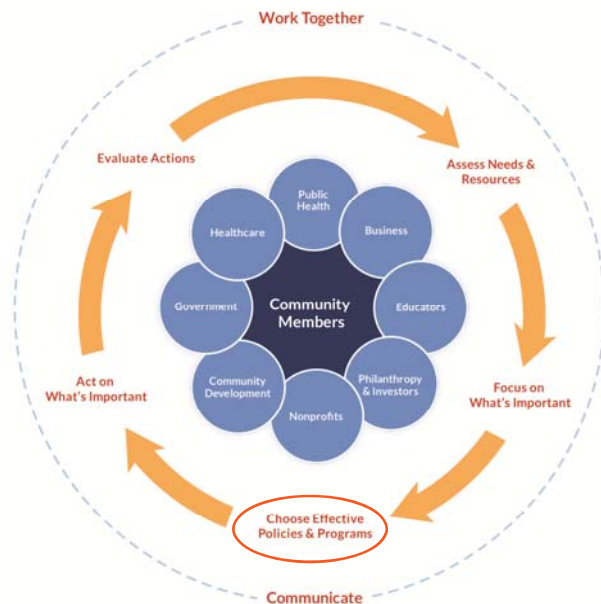 Work Together
Evaluate Actions
Assess Needs &
Resources
Public
Health
Healthcare
Business
Government
Community
Members
Educators
Community
Development
Philanthropy
& Investors
Nonprofits
Act on
What's Important
Focus on
What's Important
Choose Effective
Policies & Programs
Communicate